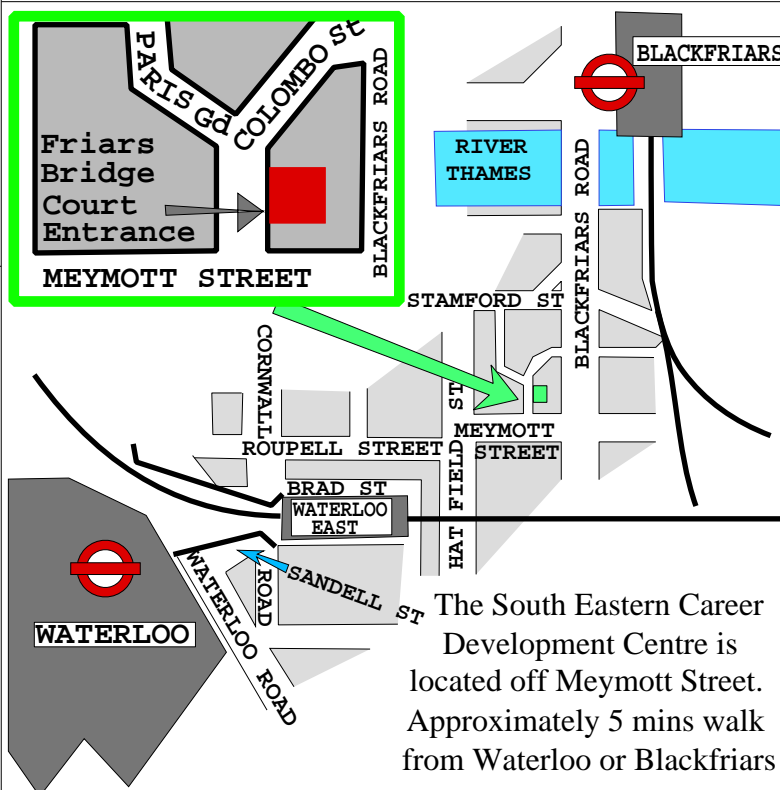 PARIS Gd
COLOMBO St
BLACKFRIARS ROAD
Friars
Bridge
Court
Entrance
MEYMOTT STREET
BLACKFRIARS
RIVER
THAMES
BLACKFRIARS ROAD
STAMFORD ST
CORNWALL
ROAD
HAT FIELD ST
MEYMOTT
STREET
ROUPELL STREET
BRAD ST
WATERLOO
EAST
SANDELL ST
WATERLOO ROAD
WATERLOO
The South Eastern Career
Development Centre is
located off Meymott Street.
Approximately 5 mins walk
from Waterloo or Blackfriars